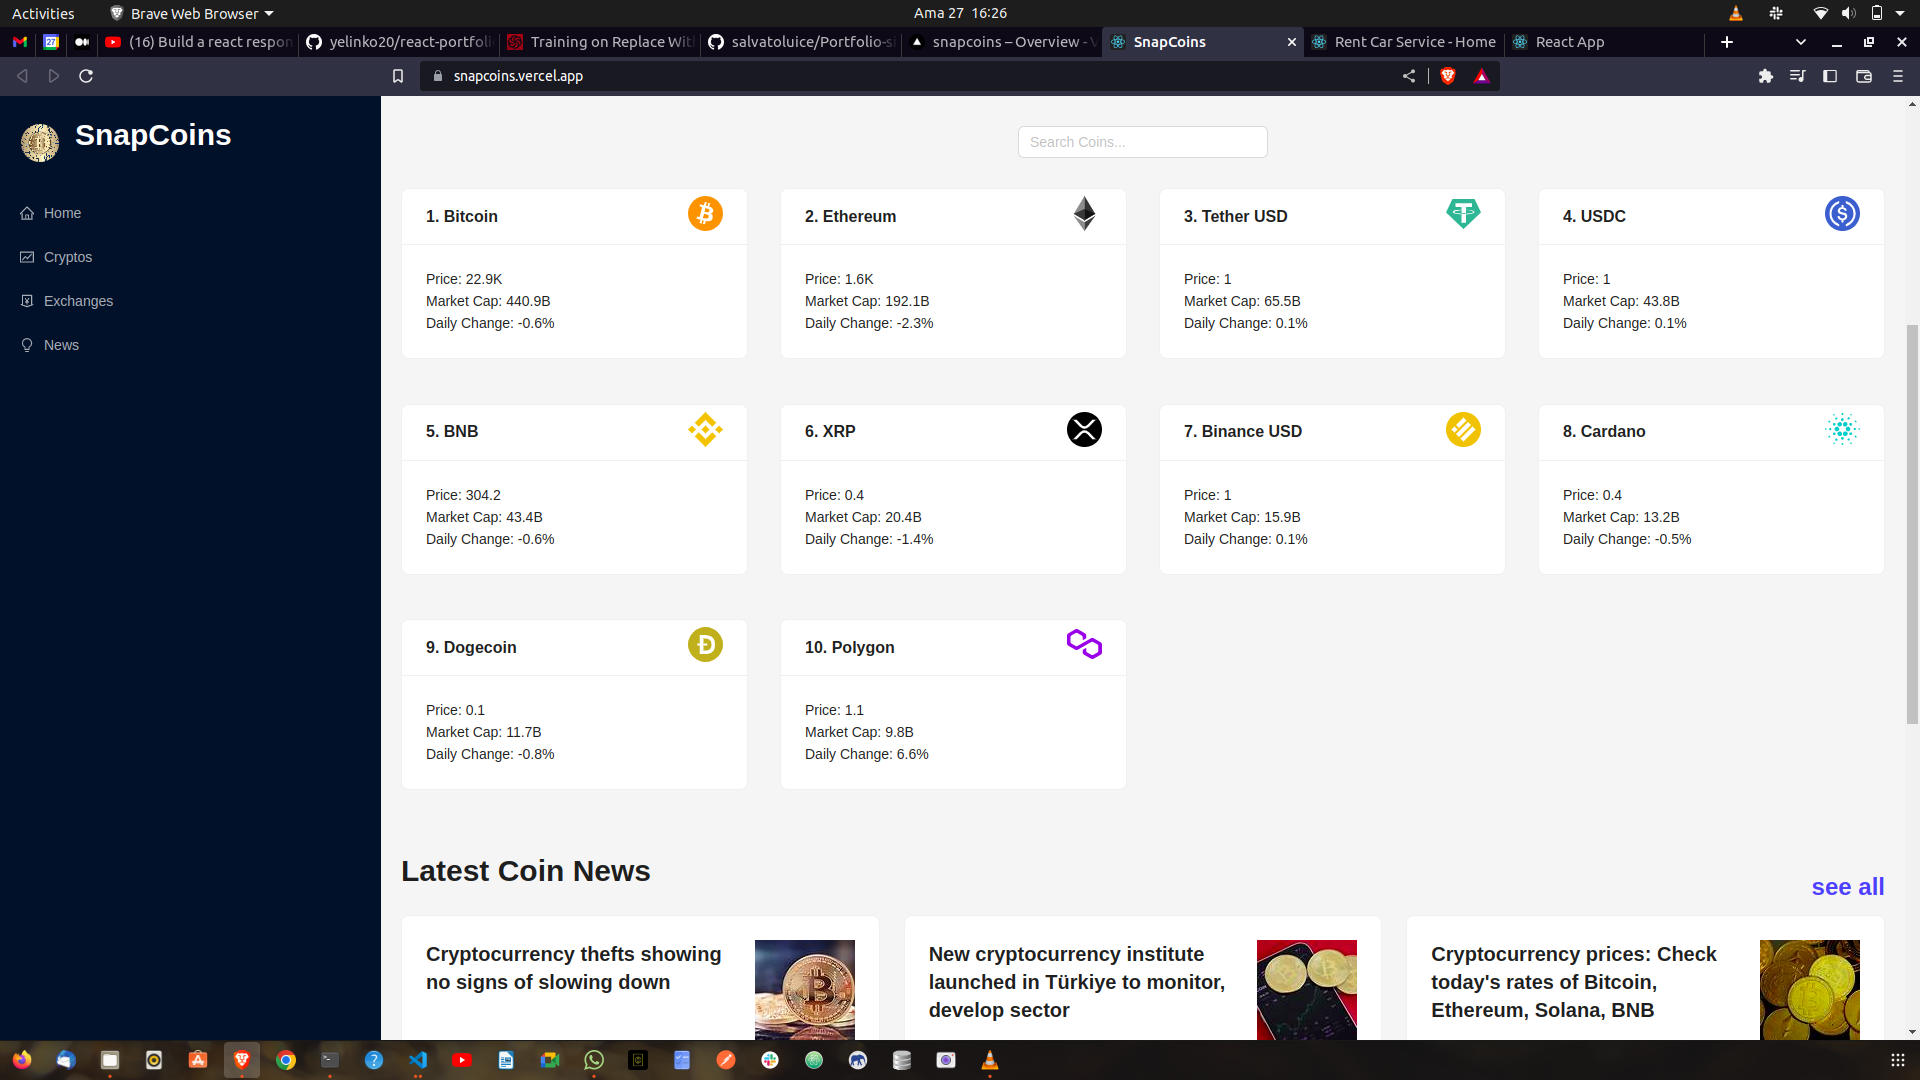 Activities
Brave Web Browser
Ama 27 16:26
27
(16) Build a react respon
yelinko20/react-portfoli
Training on Replace Wit
salvatoluice/Portfolio-si
snapcoins – Overview - V
SnapCoins
Rent Car Service - Home
React App
snapcoins.vercel.app
SnapCoins
Home
Cryptos
Exchanges
News
Search Coins...
1. Bitcoin
Price: 22.9K
Market Cap: 440.9B
Daily Change: -0.6%
2. Ethereum
Price: 1.6K
Market Cap: 192.1B
Daily Change: -2.3%
3. Tether USD
Price: 1
Market Cap: 65.5B
Daily Change: 0.1%
4. USDC
Price: 1
Market Cap: 43.8B
Daily Change: 0.1%
5. BNB
Price: 304.2
Market Cap: 43.4B
Daily Change: -0.6%
6. XRP
Price: 0.4
Market Cap: 20.4B
Daily Change: -1.4%
7. Binance USD
Price: 1
Market Cap: 15.9B
Daily Change: 0.1%
8. Cardano
Price: 0.4
Market Cap: 13.2B
Daily Change: -0.5%
9. Dogecoin
Price: 0.1
Market Cap: 11.7B
Daily Change: -0.8%
10. Polygon
Price: 1.1
Market Cap: 9.8B
Daily Change: 6.6%
Latest Coin News
see all
Cryptocurrency thefts showing
no signs of slowing down
New cryptocurrency institute
launched in Türkiye to monitor,
develop sector
Cryptocurrency prices: Check
today's rates of Bitcoin,
Ethereum, Solana, BNB